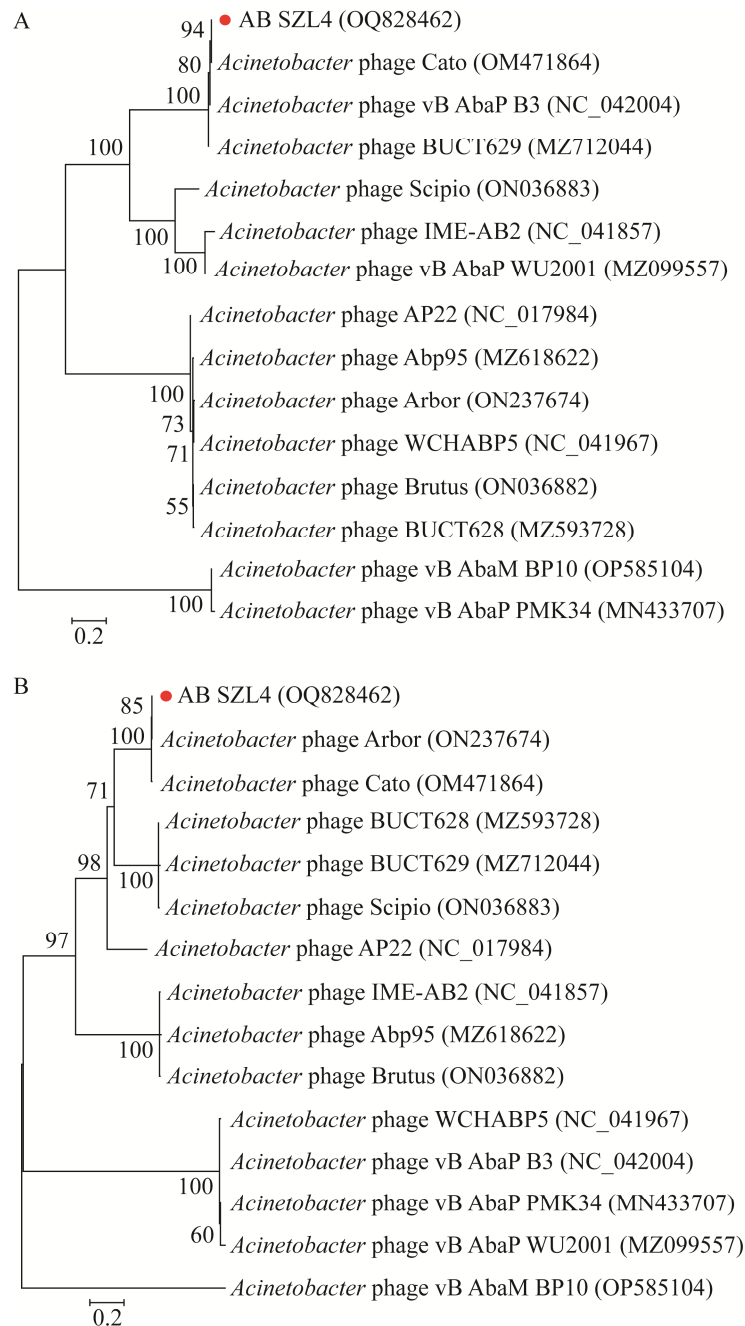 A
94
AB SZL4 (OQ828462)
80
Acinetobacter phage Cato (OM471864)
100
Acinetobacter phage vB AbaP B3 (NC_042004)
100
Acinetobacter phage BUCT629 (MZ712044)
Acinetobacter phage Scipio (ON036883)
100
Acinetobacter phage IME-AB2 (NC_041857)
100
Acinetobacter phage vB AbaP WU2001 (MZ099557)
Acinetobacter phage AP22 (NC_017984)
Acinetobacter phage Abp95 (MZ618622)
100
Acinetobacter phage Arbor (ON237674)
73
Acinetobacter phage WCHABP5 (NC_041967)
71
Acinetobacter phage Brutus (ON036882)
55
Acinetobacter phage BUCT628 (MZ593728)
Acinetobacter phage vB AbaM BP10 (OP585104)
100
Acinetobacter phage vB AbaP PMK34 (MN433707)
0.2
B
85
AB SZL4 (OQ828462)
100
Acinetobacter phage Arbor (ON237674)
Acinetobacter phage Cato (OM471864)
71
Acinetobacter phage BUCT628 (MZ593728)
98
Acinetobacter phage BUCT629 (MZ712044)
100
Acinetobacter phage Scipio (ON036883)
97
Acinetobacter phage AP22 (NC_017984)
Acinetobacter phage IME-AB2 (NC_041857)
Acinetobacter phage Abp95 (MZ618622)
100
Acinetobacter phage Brutus (ON036882)
Acinetobacter phage WCHABP5 (NC_041967)
Acinetobacter phage vB AbaP B3 (NC_042004)
100
Acinetobacter phage vB AbaP PMK34 (MN433707)
60
Acinetobacter phage vB AbaP WU2001 (MZ099557)
Acinetobacter phage vB AbaM BP10 (OP585104)
0.2